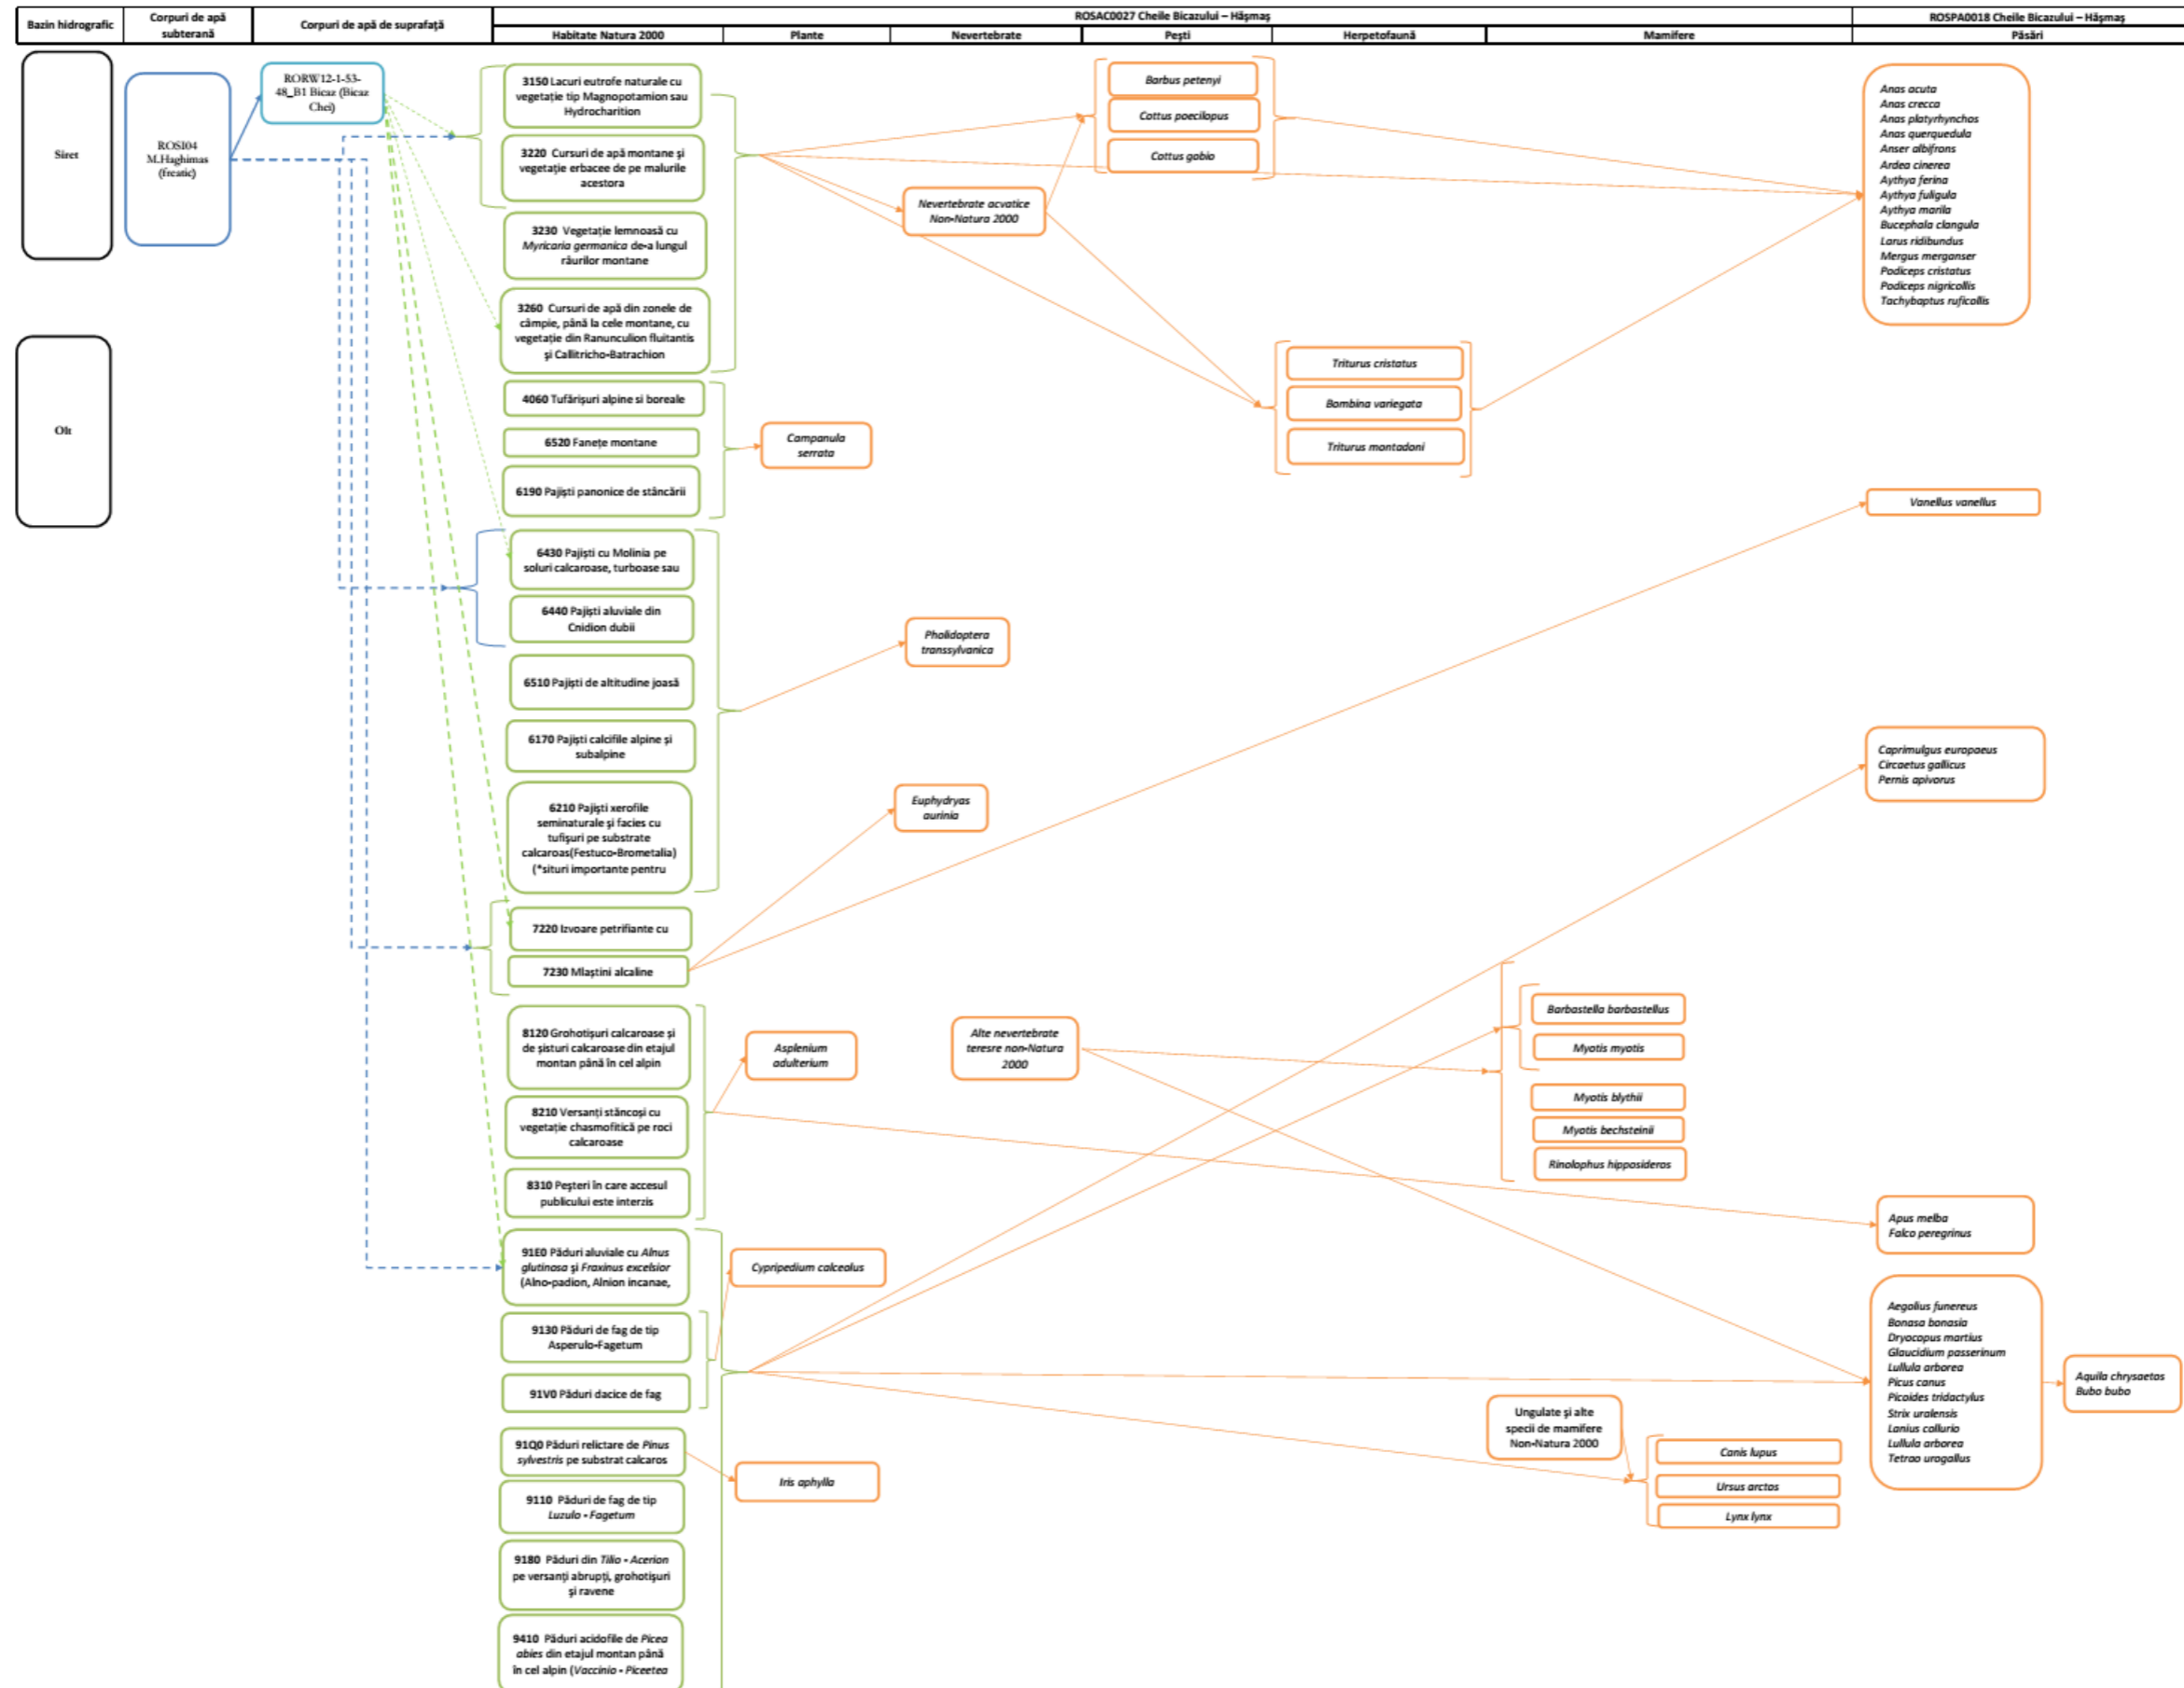 Bazin hidrografic
Corpuri de apă
subterană
Corpuri de apă de suprafață
ROSAC0027 Cheile Bicazului – Hășmaș
ROSPA0018 Cheile Bicazului – Hășmaș
Habitate Natura 2000
Plante
Nevertebrate
Pești
Herpetofaună
Mamifere
Păsări
Siret
Olt
ROSI04
M.Haghimas
(freatic)
RORW12-1-53-
48_B1 Bicaz (Bicaz
Chei)
3150 Lacuri eutrofe naturale cu
vegetație tip Magnopotamion sau
Hydrocharition
3220 Cursuri de apă montane și
vegetație erbacee de pe malurile
acestora
3230 Vegetație lemnoasă cu
Myricaria germanica de-a lungul
râurilor montane
3260 Cursuri de apă din zonele de
câmpie, până la cele montane, cu
vegetație din Ranunculion fluitantis
și Callitricho-Batrachion
4060 Tufărișuri alpine si boreale
6520 Fanețe montane
6190 Pajiști panonice de stâncării
6430 Pajiști cu Molinia pe
soluri calcaroase, turboase sau
6440 Pajiști aluviale din
Cnidion dubii
6510 Pajiști de altitudine joasă
6170 Pajiști calcifile alpine și
subalpine
6210 Pajiști xerofile
seminaturale și facies cu
tufișuri pe substrate
calcaroas(Festuco-Brometalia)
(*situri importante pentru
7220 Izvoare petrifiante cu
7230 Mlaștini alcaline
8120 Grohotișuri calcaroase și
de șisturi calcaroase din etajul
montan până în cel alpin
8210 Versanți stâncoși cu
vegetație chasmofitică pe roci
calcaroase
8310 Peșteri în care accesul
publicului este interzis
91E0 Păduri aluviale cu Alnus
glutinosa și Fraxinus excelsior
(Alno-padion, Alnion incanae,
9130 Păduri de fag de tip
Asperulo-Fagetum
91V0 Păduri dacice de fag
91Q0 Păduri relictare de Pinus
sylvestris pe substrat calcaros
9110 Păduri de fag de tip
Luzulo - Fagetum
9180 Păduri din Tilio - Acerion
pe versanți abrupți, grohotișuri
și ravene
9410 Păduri acidofile de Picea
abies din etajul montan până
în cel alpin (Vaccinio - Piceetea
Campanula
serrata
Asplenium
adulterium
Cypripedium calceolus
Iris aphylla
Nevertebrate acvatice
Non-Natura 2000
Pholidoptera
transsylvanica
Euphydryas
aurinia
Alte nevertebrate
teresre non-Natura
2000
Barbus petenyi
Cottus poecilopus
Cottus gobio
Triturus cristatus
Bombina variegata
Triturus montadoni
Barbastella barbastellus
Myotis myotis
Myotis blythii
Myotis bechsteinii
Rinolophus hipposideros
Ungulate și alte
specii de mamifere
Non-Natura 2000
Canis lupus
Ursus arctos
Lynx lynx
Anas acuta
Anas crecca
Anas platyrhynchos
Anas querquedula
Anser albifrons
Ardea cinerea
Aythya ferina
Aythya fuligula
Aythya marila
Bucephala clangula
Larus ridibundus
Mergus merganser
Podiceps cristatus
Podiceps nigricollis
Tachybaptus ruficollis
Vanellus vanellus
Caprimulgus europaeus
Circaetus gallicus
Pernis apivorus
Apus melba
Falco peregrinus
Aegolius funereus
Bonasa bonasia
Dryocopus martius
Glaucidium passerinum
Lullula arborea
Picus canus
Picoides tridactylus
Strix uralensis
Lanius collurio
Lullula arborea
Tetrao urogallus
Aquila chrysaetos
Bubo bubo